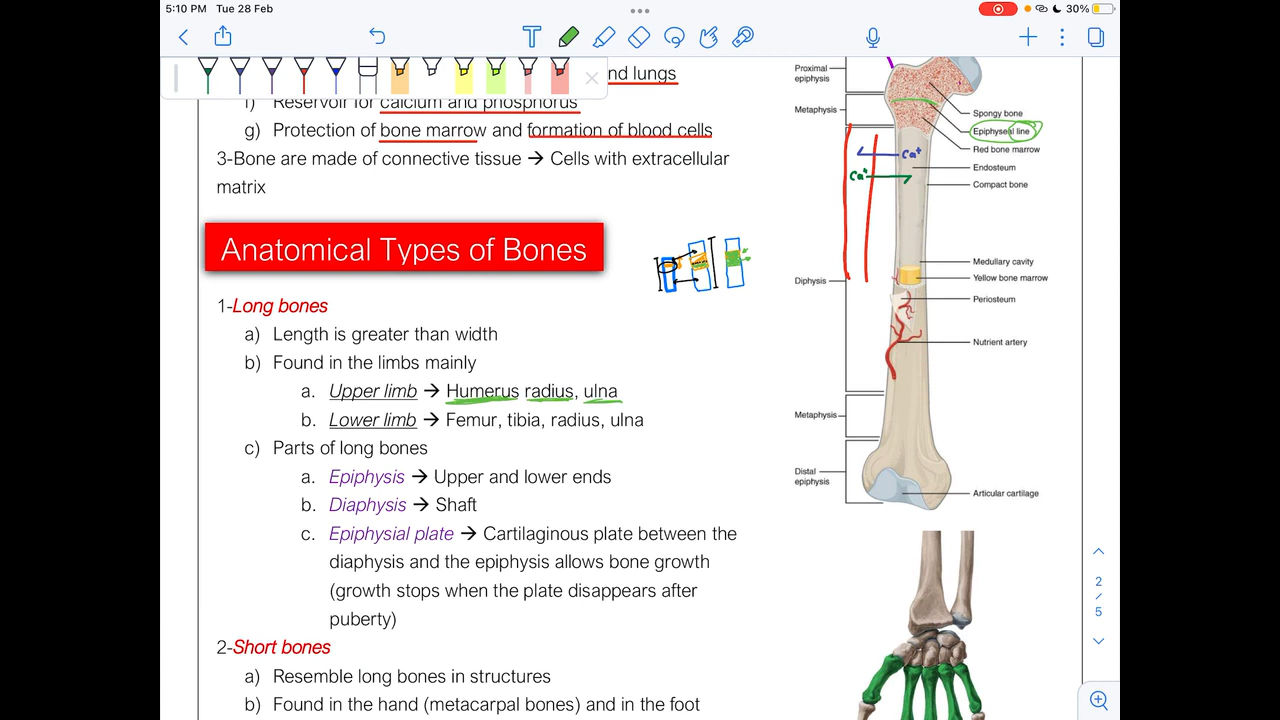 5:10 PM Tue 28 Feb
30%
nd lungs
f) Reservoir for calcium and phosphorus
g) Protection of bone marrow and formation of blood cells
3-Bone are made of connective tissue → Cells with extracellular
matrix
Anatomical Types of Bones
1-Long bones
a) Length is greater than width
b) Found in the limbs mainly
a. Upper limb → Humerus radius, ulna
b. Lower limb → Femur, tibia, radius, ulna
c) Parts of long bones
a. Epiphysis → Upper and lower ends
b. Diaphysis → Shaft
c. Epiphysial plate → Cartilaginous plate between the
diaphysis and the epiphysis allows bone growth
(growth stops when the plate disappears after
puberty)
2-Short bones
a) Resemble long bones in structures
b) Found in the hand (metacarpal bones) and in the foot
Proximal
epiphysis
Metaphysis
Spongy bone
Epiphyseal line
Red bone marrow
Ca⁺
Endosteum
Ca⁺
Compact bone
Medullary cavity
Diphysis
Yellow bone marrow
Periosteum
Nutrient artery
Metaphysis
Distal
epiphysis
Articular cartilage
2
/
5